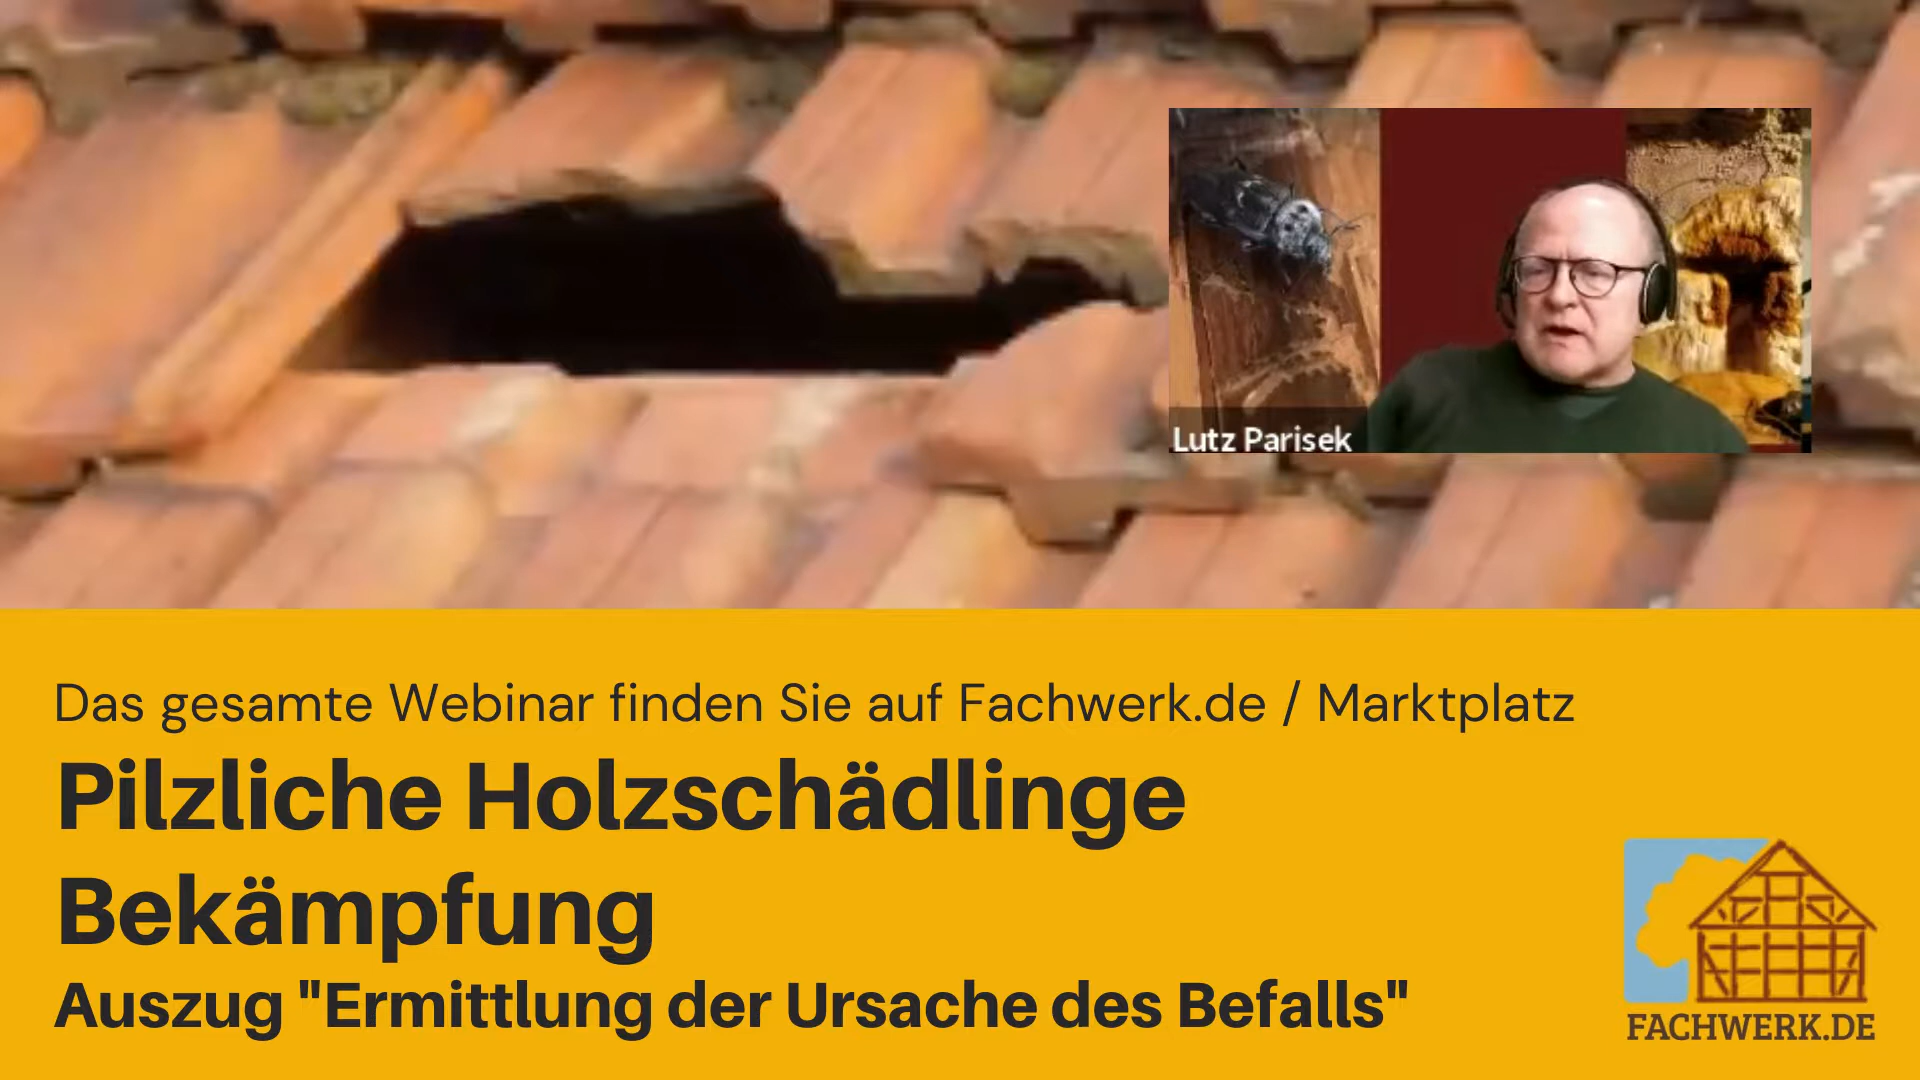 Lutz Parisek
Das gesamte Webinar finden Sie auf Fachwerk.de / Marktplatz
Pilzliche Holzschädlinge
Bekämpfung
Auszug "Ermittlung der Ursache des Befalls"
FACHWERK.DE